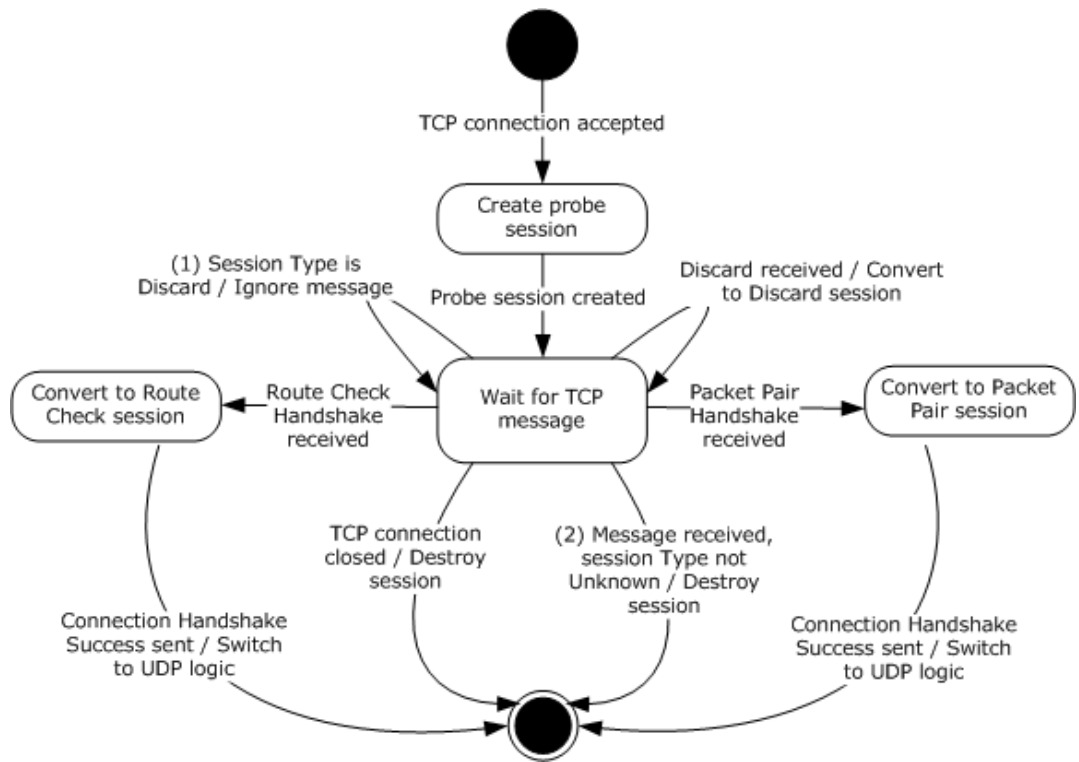 TCP connection accepted
Create probe
session
(1) Session Type is
Discard / Ignore message
Probe session created
Discard received / Convert
to Discard session
Convert to Route
Check session
Route Check
Handshake
received
Wait for TCP
message
Packet Pair
Handshake
received
Convert to Packet
Pair session
TCP connection
closed / Destroy
session
(2) Message received,
session Type not
Unknown / Destroy
session
Connection Handshake
Success sent / Switch
to UDP logic
Connection Handshake
Success sent / Switch
to UDP logic